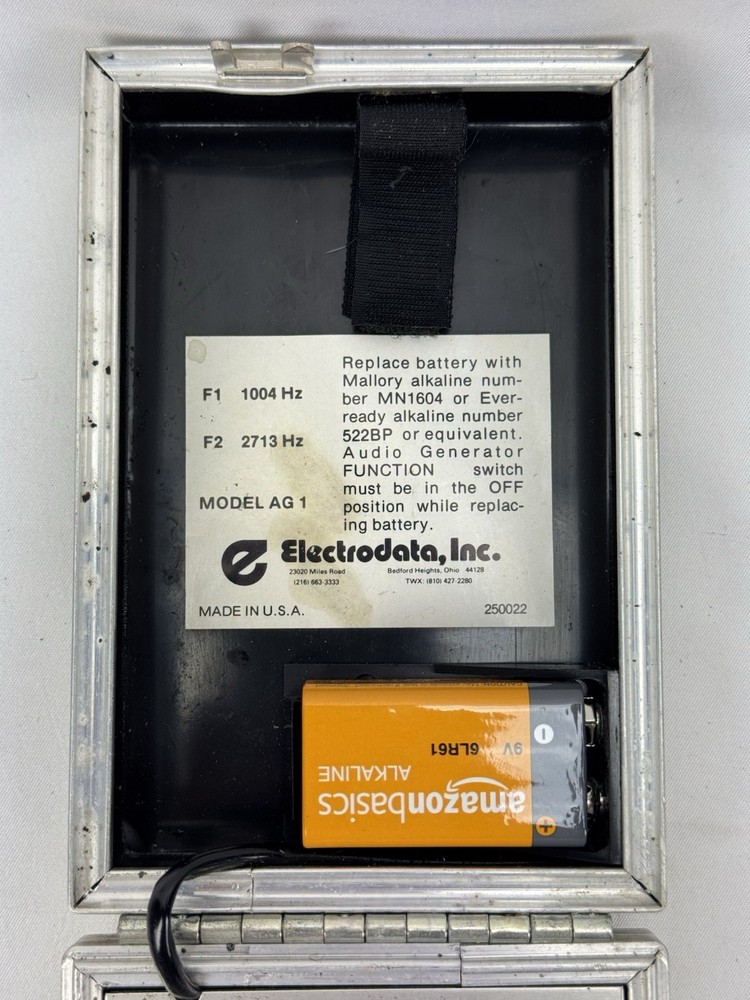 F1 1004 Hz
F2 2713 Hz
MODEL AG 1
Replace battery with
Mallory alkaline num-
ber MN1604 or Ever-
ready alkaline number
522BP or equivalent.
Audio Generator
FUNCTION switch
must be in the OFF
position while replac-
ing battery.
e Electrodata, Inc.
23020 Miles Road Bedford Heights, Ohio 44128
(216) 663-3333 TWX: (810) 427-2280
MADE IN U.S.A. 250022
amazonbasics
ALKALINE
9V 6LR61